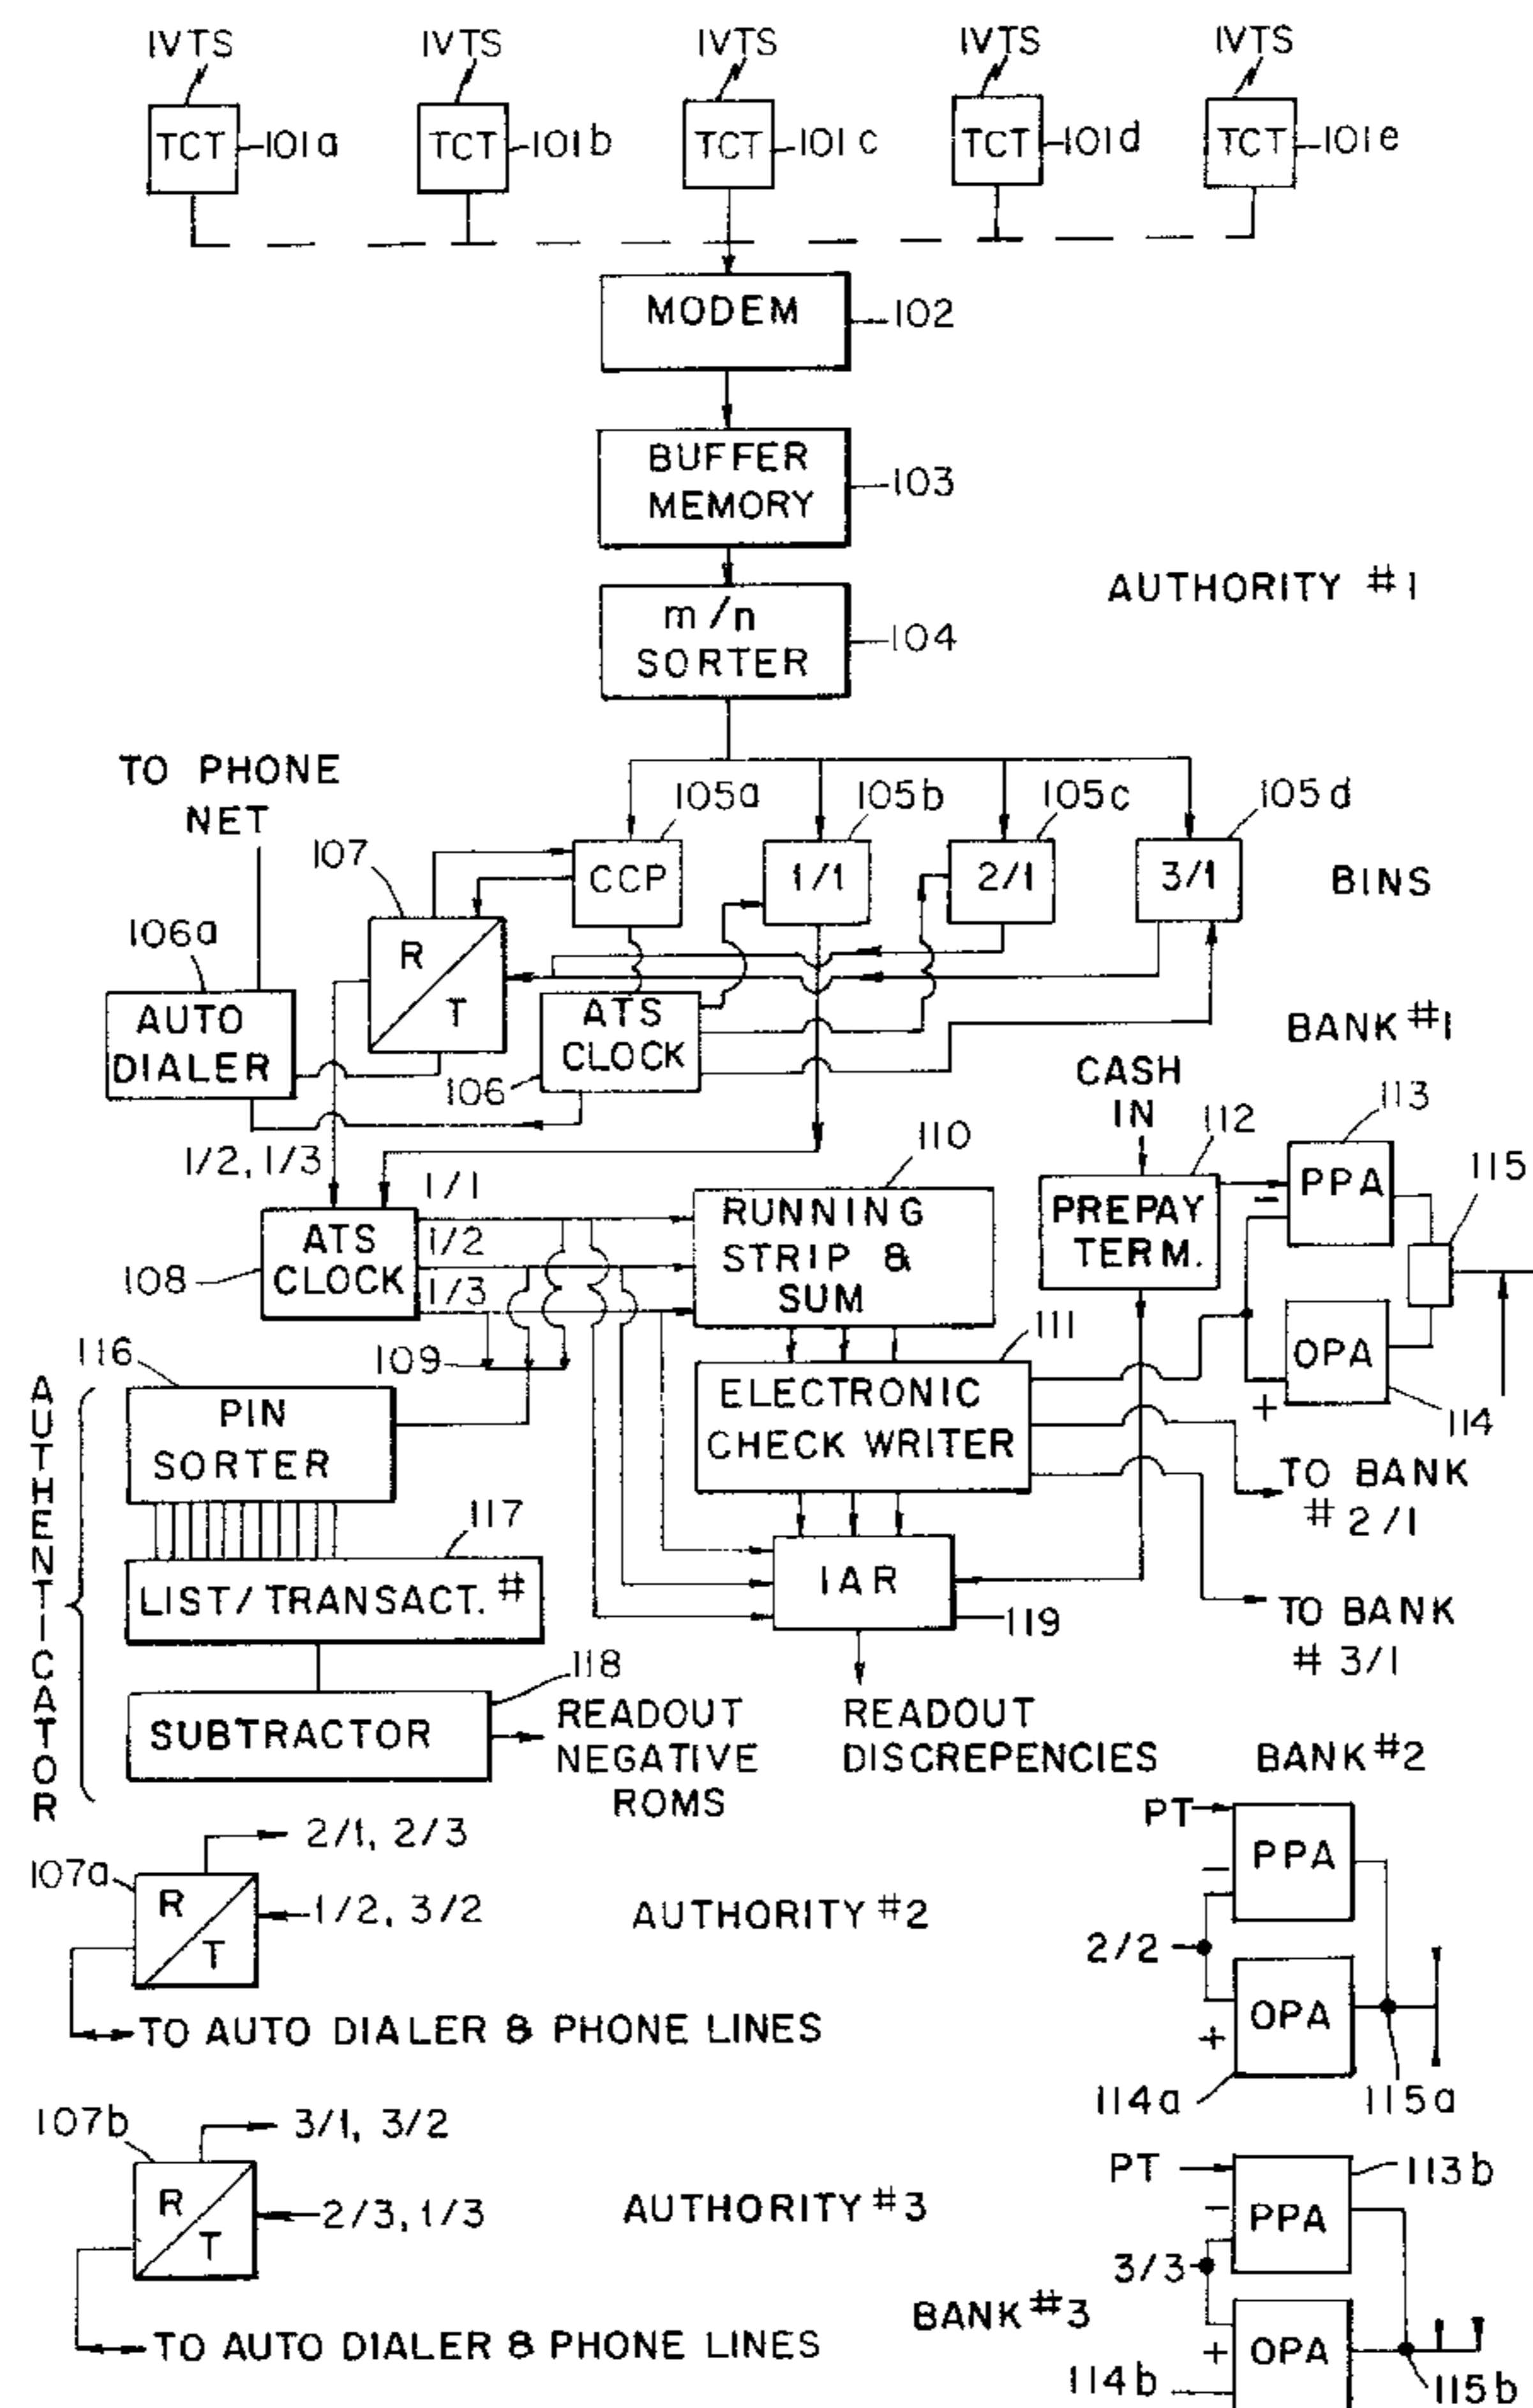 IVTS IVTS IVTS IVTS IVTS
TCT 101a TCT 101b TCT 101c TCT 101d TCT 101e
MODEM 102
BUFFER
MEMORY
103
AUTHORITY #1
m/n
SORTER
104
TO PHONE
NET
105a 105b 105c 105d
107
CCP 1/1 2/1 3/1 BINS
106a
R
T
AUTO
DIALER
ATS
CLOCK
106
BANK #1
CASH
IN
112
113
110
1/2, 1/3
1/1
1/2
1/3
ATS
CLOCK
108
RUNNING
STRIP &
SUM
PREPAY
TERM.
PPA
-
115
OPA
+
114
116
109
111
AUTHENTICATOR
PIN
SORTER
ELECTRONIC
CHECK WRITER
TO BANK
# 2/1
117
LIST/TRANSACT. #
IAR
119
TO BANK
# 3/1
118
SUBTRACTOR
READOUT
NEGATIVE
ROMS
READOUT
DISCREPENCIES
BANK #2
2/1, 2/3
107a
R
T
1/2, 3/2
AUTHORITY #2
TO AUTO DIALER & PHONE LINES
PT
-
PPA
2/2
OPA
+
114a
115a
107b
3/1, 3/2
R
T
2/3, 1/3
AUTHORITY #3
TO AUTO DIALER & PHONE LINES
PT
113b
-
PPA
3/3
BANK #3
+
OPA
114b
115b